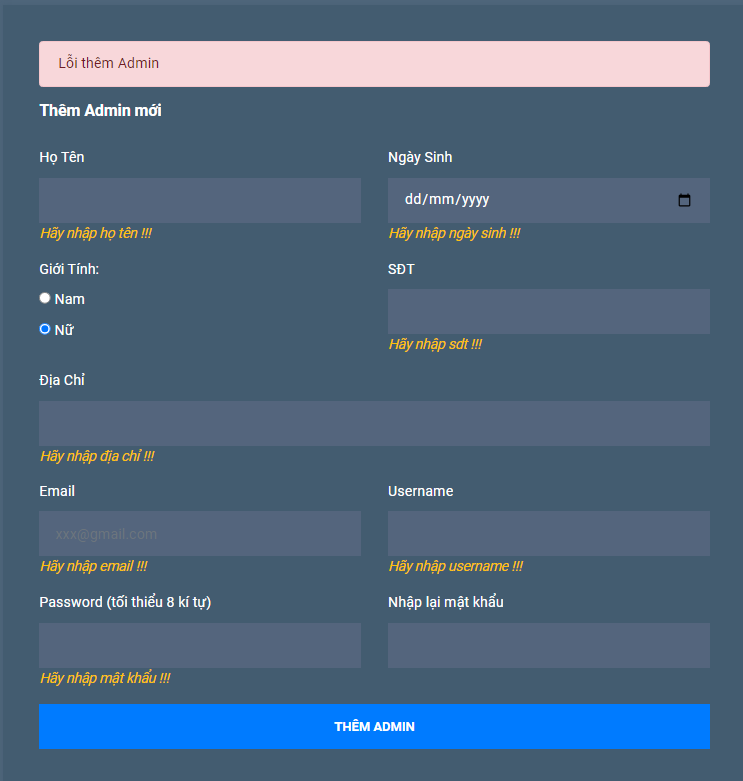 Lỗi thêm Admin
Thêm Admin mới
Họ Tên
Ngày Sinh
dd/mm/yyyy
Hãy nhập họ tên !!!
Hãy nhập ngày sinh !!!
Giới Tính:
SĐT
Nam
Nữ
Hãy nhập sdt !!!
Địa Chỉ
Hãy nhập địa chỉ !!!
Email
Username
xxx@gmail.com
Hãy nhập email !!!
Hãy nhập username !!!
Password (tối thiểu 8 kí tự)
Nhập lại mật khẩu
Hãy nhập mật khẩu !!!
THÊM ADMIN